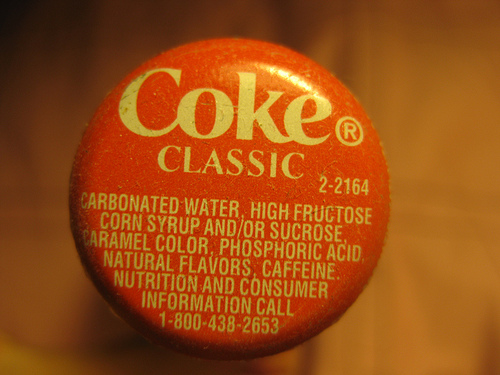 Coke®
CLASSIC
2-2164
CARBONATED WATER, HIGH FRUCTOSE
CORN SYRUP AND/OR SUCROSE,
CARAMEL COLOR, PHOSPHORIC ACID,
NATURAL FLAVORS, CAFFEINE.
NUTRITION AND CONSUMER
INFORMATION CALL
1-800-438-2653